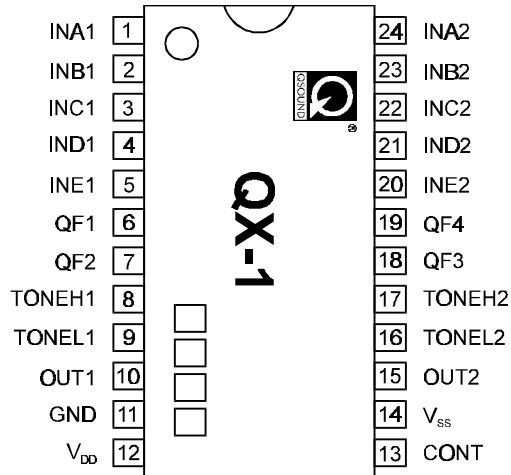 INA1 1 24 INA2
INB1 2 23 INB2
INC1 3 22 INC2
IND1 4 21 IND2
INE1 5 20 INE2
QF1 6 19 QF4
QF2 7 18 QF3
TONEH1 8 17 TONEH2
TONEL1 9 16 TONEL2
OUT1 10 15 OUT2
GND 11 14 VSS
VDD 12 13 CONT
QSOUND
®
QX-1